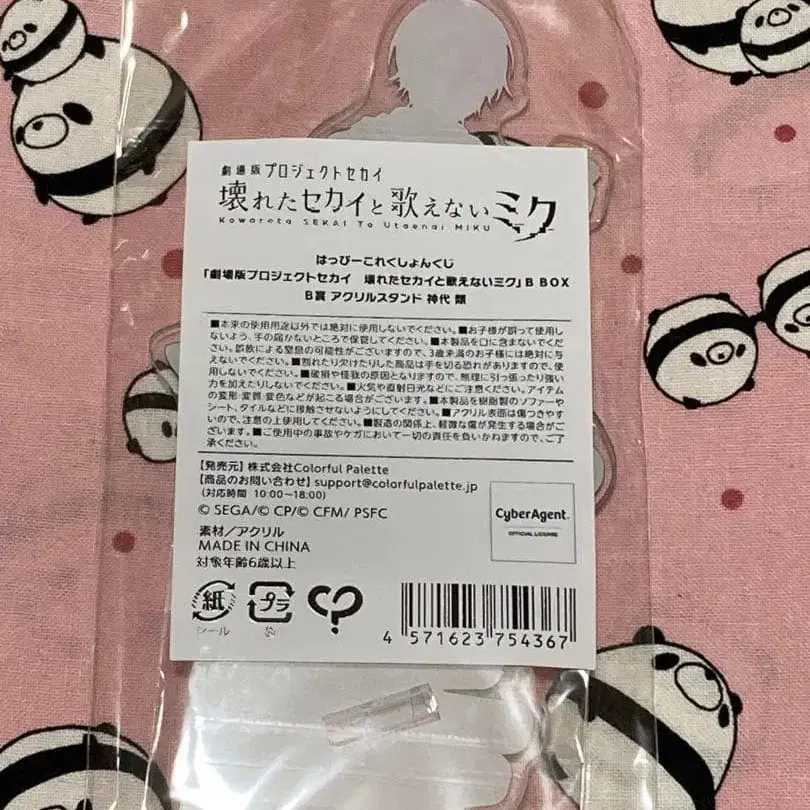 劇場版プロジェクトセカイ
壊れたセカイと歌えないミク
Kowareta SEKAI To Utaenai MIKU
はっぴーこれくしょんくじ
「劇場版プロジェクトセカイ 壊れたセカイと歌えないミク」B BOX
B賞 アクリルスタンド 神代 類
■本来の使用用途以外では絶対に使用しないでください。■お子様が誤って使用し
ないよう、手の届かないところで保管してください。■本製品を口に含まないでくだ
さい。誤飲による窒息の可能性がございますので、3歳未満のお子様には絶対に与
えないでください。■割れたり欠けたりした商品は手を切る恐れがありますので、使
用しないでください。■破損や怪我の原因となりますので、無理に引っ張ったり強い
力を加えたりしないでください。■火気や直射日光などにご注意ください。アイテム
の変形・変質・変色などが起こる場合がございます。■本製品を樹脂製のソファーや
シート、タイルなどに接触させないようにしてください。■アクリル表面は傷つきやす
いので、注意の上使用してください。■製造の関係上、軽微な傷が発生する場合がご
ざいます。■ご使用中の事故やケガにおいて一切の責任を負いかねますので、ご了
承ください。
【発売元】株式会社Colorful Palette
【商品のお問い合わせ】support@colorfulpalette.jp
(対応時間 10:00~18:00)
© SEGA/© CP/© CFM/ PSFC
CyberAgent.
OFFICIAL LICENSE
素材/アクリル
MADE IN CHINA
対象年齢6歳以上
紙
シール
プラ
袋
4 571623 754367